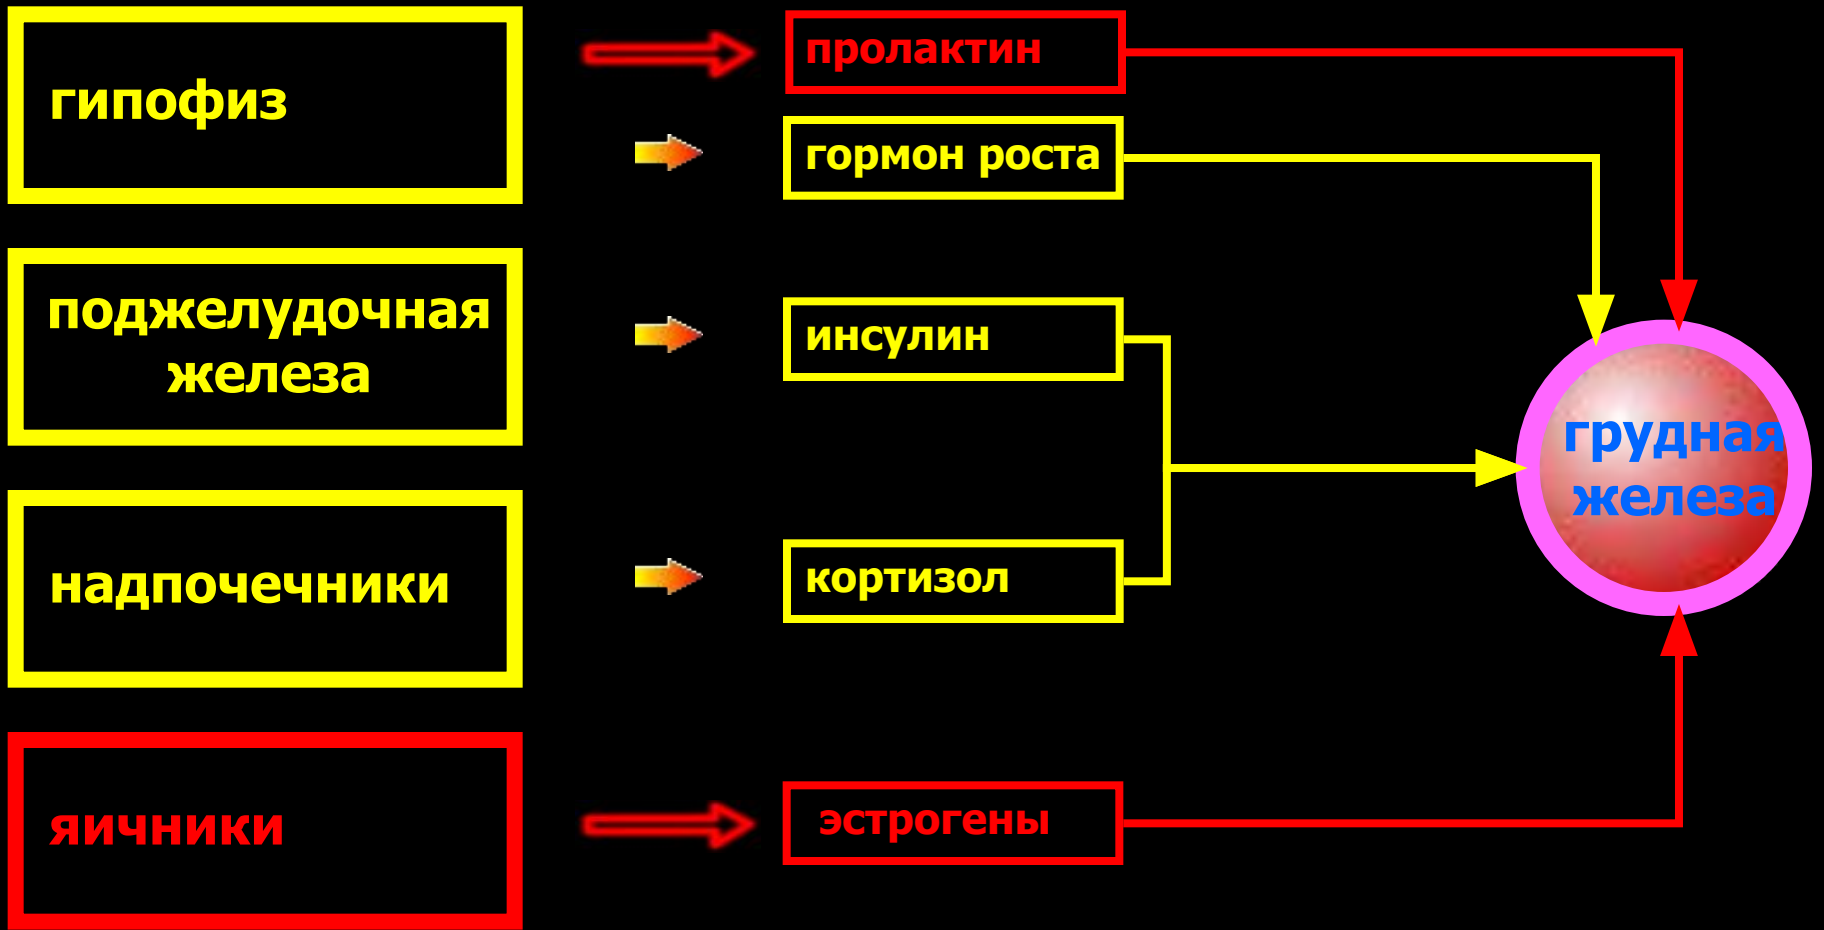 гипофиз
пролактин
гормон роста
поджелудочная
железа
инсулин
надпочечники
кортизол
яичники
эстрогены
грудная
железа